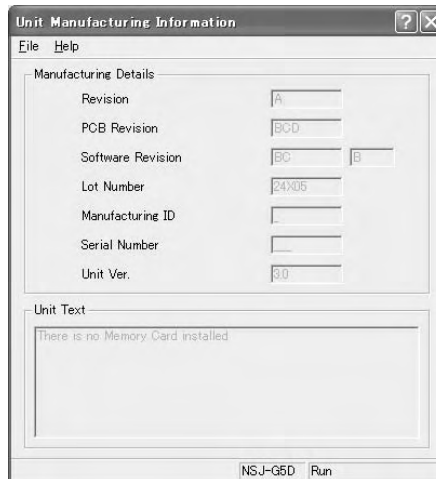 Unit Manufacturing Information
File Help
Manufacturing Details
Revision A
PCB Revision BCD
Software Revision BC B
Lot Number 24X05
Manufacturing ID _
Serial Number ___
Unit Ver. 3.0
Unit Text
There is no Memory Card installed
NSJ-G5D Run